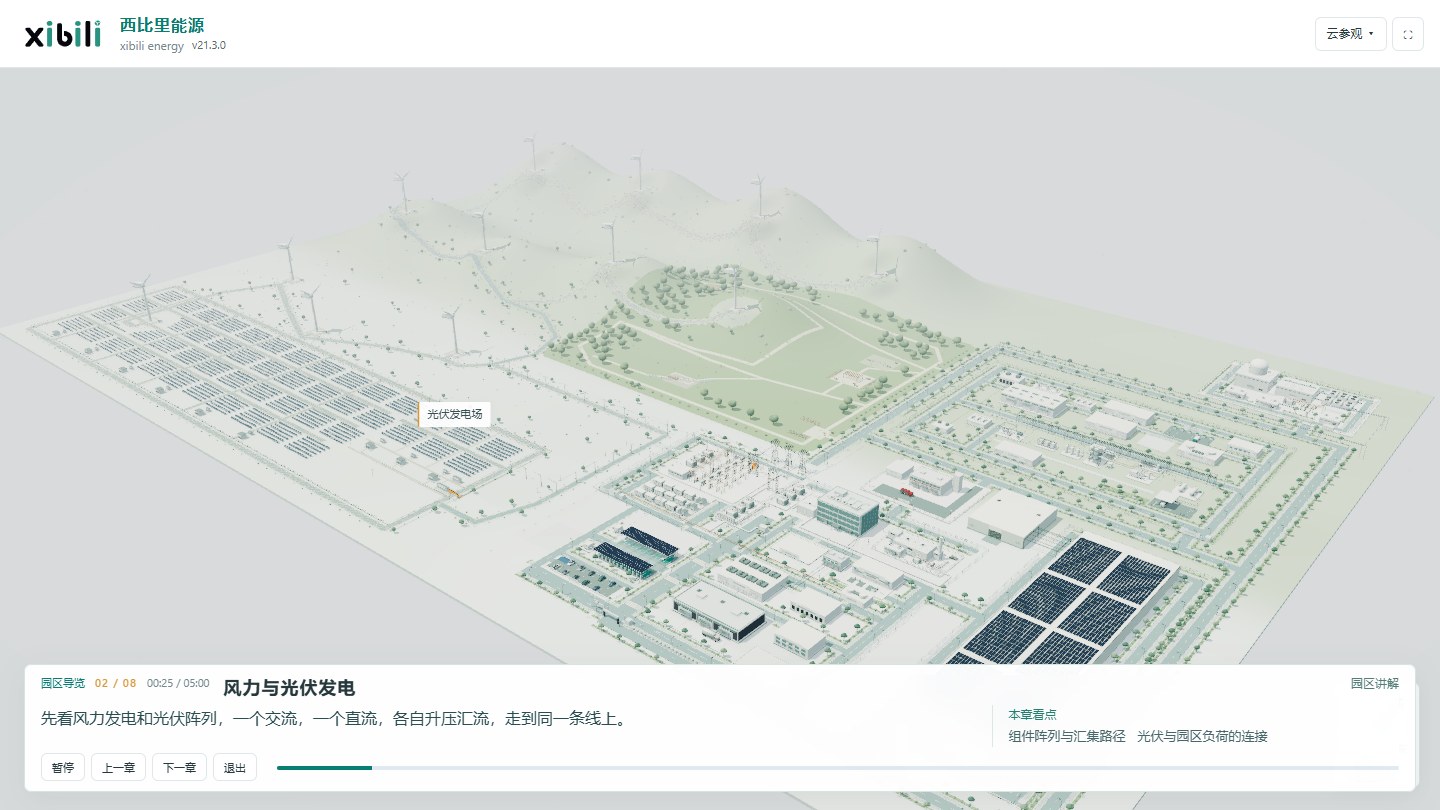 xibili
西比里能源
xibili energy v21.3.0
云参观
光伏发电场
园区导览 02 / 08 00:25 / 05:00 风力与光伏发电
园区讲解
先看风力发电和光伏阵列，一个交流，一个直流，各自升压汇流，走到同一条线上。
本章看点
组件阵列与汇集路径 光伏与园区负荷的连接
暂停 上一章 下一章 退出